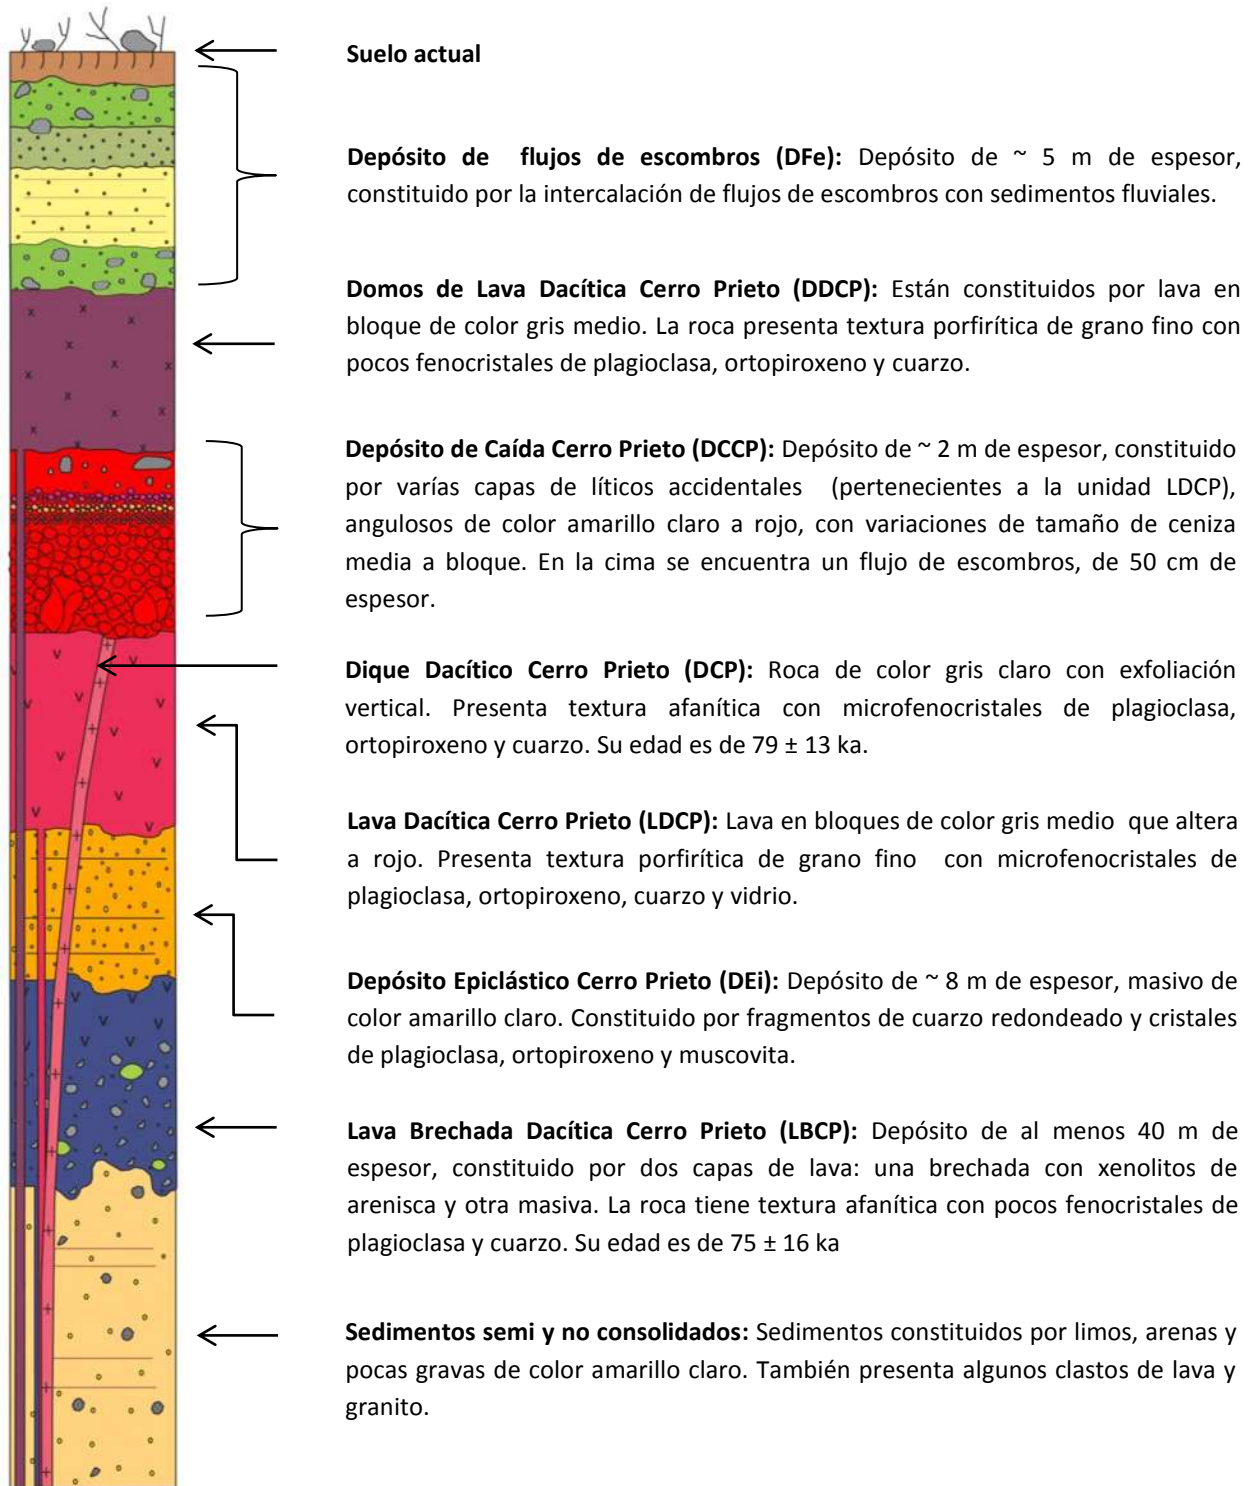 Suelo actual
Depósito de flujos de escombros (DFe): Depósito de ~ 5 m de espesor,
constituido por la intercalación de flujos de escombros con sedimentos fluviales.
Domos de Lava Dacítica Cerro Prieto (DDCP): Están constituidos por lava en
bloque de color gris medio. La roca presenta textura porfirítica de grano fino con
pocos fenocristales de plagioclasa, ortopiroxeno y cuarzo.
Depósito de Caída Cerro Prieto (DCCP): Depósito de ~ 2 m de espesor, constituido
por varías capas de líticos accidentales (pertenecientes a la unidad LDCP),
angulosos de color amarillo claro a rojo, con variaciones de tamaño de ceniza
media a bloque. En la cima se encuentra un flujo de escombros, de 50 cm de
espesor.
Dique Dacítico Cerro Prieto (DCP): Roca de color gris claro con exfoliación
vertical. Presenta textura afanítica con microfenocristales de plagioclasa,
ortopiroxeno y cuarzo. Su edad es de 79 ± 13 ka.
Lava Dacítica Cerro Prieto (LDCP): Lava en bloques de color gris medio que altera
a rojo. Presenta textura porfirítica de grano fino con microfenocristales de
plagioclasa, ortopiroxeno, cuarzo y vidrio.
Depósito Epiclástico Cerro Prieto (DEi): Depósito de ~ 8 m de espesor, masivo de
color amarillo claro. Constituido por fragmentos de cuarzo redondeado y cristales
de plagioclasa, ortopiroxeno y muscovita.
Lava Brechada Dacítica Cerro Prieto (LBCP): Depósito de al menos 40 m de
espesor, constituido por dos capas de lava: una brechada con xenolitos de
arenisca y otra masiva. La roca tiene textura afanítica con pocos fenocristales de
plagioclasa y cuarzo. Su edad es de 75 ± 16 ka
Sedimentos semi y no consolidados: Sedimentos constituidos por limos, arenas y
pocas gravas de color amarillo claro. También presenta algunos clastos de lava y
granito.